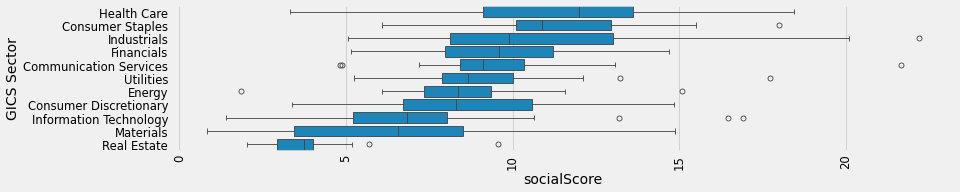 GICS Sector
Health Care
Consumer Staples
Industrials
Financials
Communication Services
Utilities
Energy
Consumer Discretionary
Information Technology
Materials
Real Estate
0
5
10
15
20
socialScore